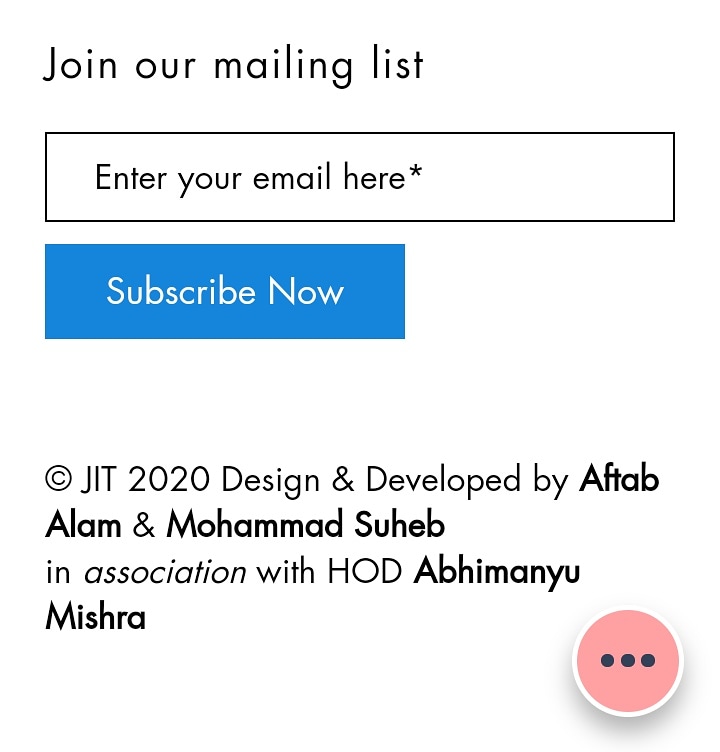 Join our mailing list
Enter your email here*
Subscribe Now
© JIT 2020 Design & Developed by Aftab
Alam & Mohammad Suheb
in association with HOD Abhimanyu
Mishra